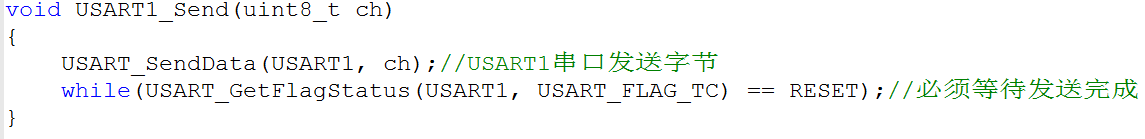 void USART1_Send(uint8_t ch)
{
    USART_SendData(USART1, ch);//USART1串口发送字节
    while(USART_GetFlagStatus(USART1, USART_FLAG_TC) == RESET);//必须等待发送完成
}